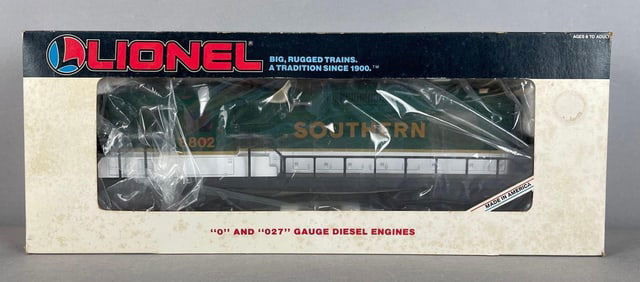 LIONEL
BIG, RUGGED TRAINS.
A TRADITION SINCE 1900.™
AGES 8 TO ADULT
802
SOUTHERN
MADE IN AMERICA
"O" AND "027" GAUGE DIESEL ENGINES